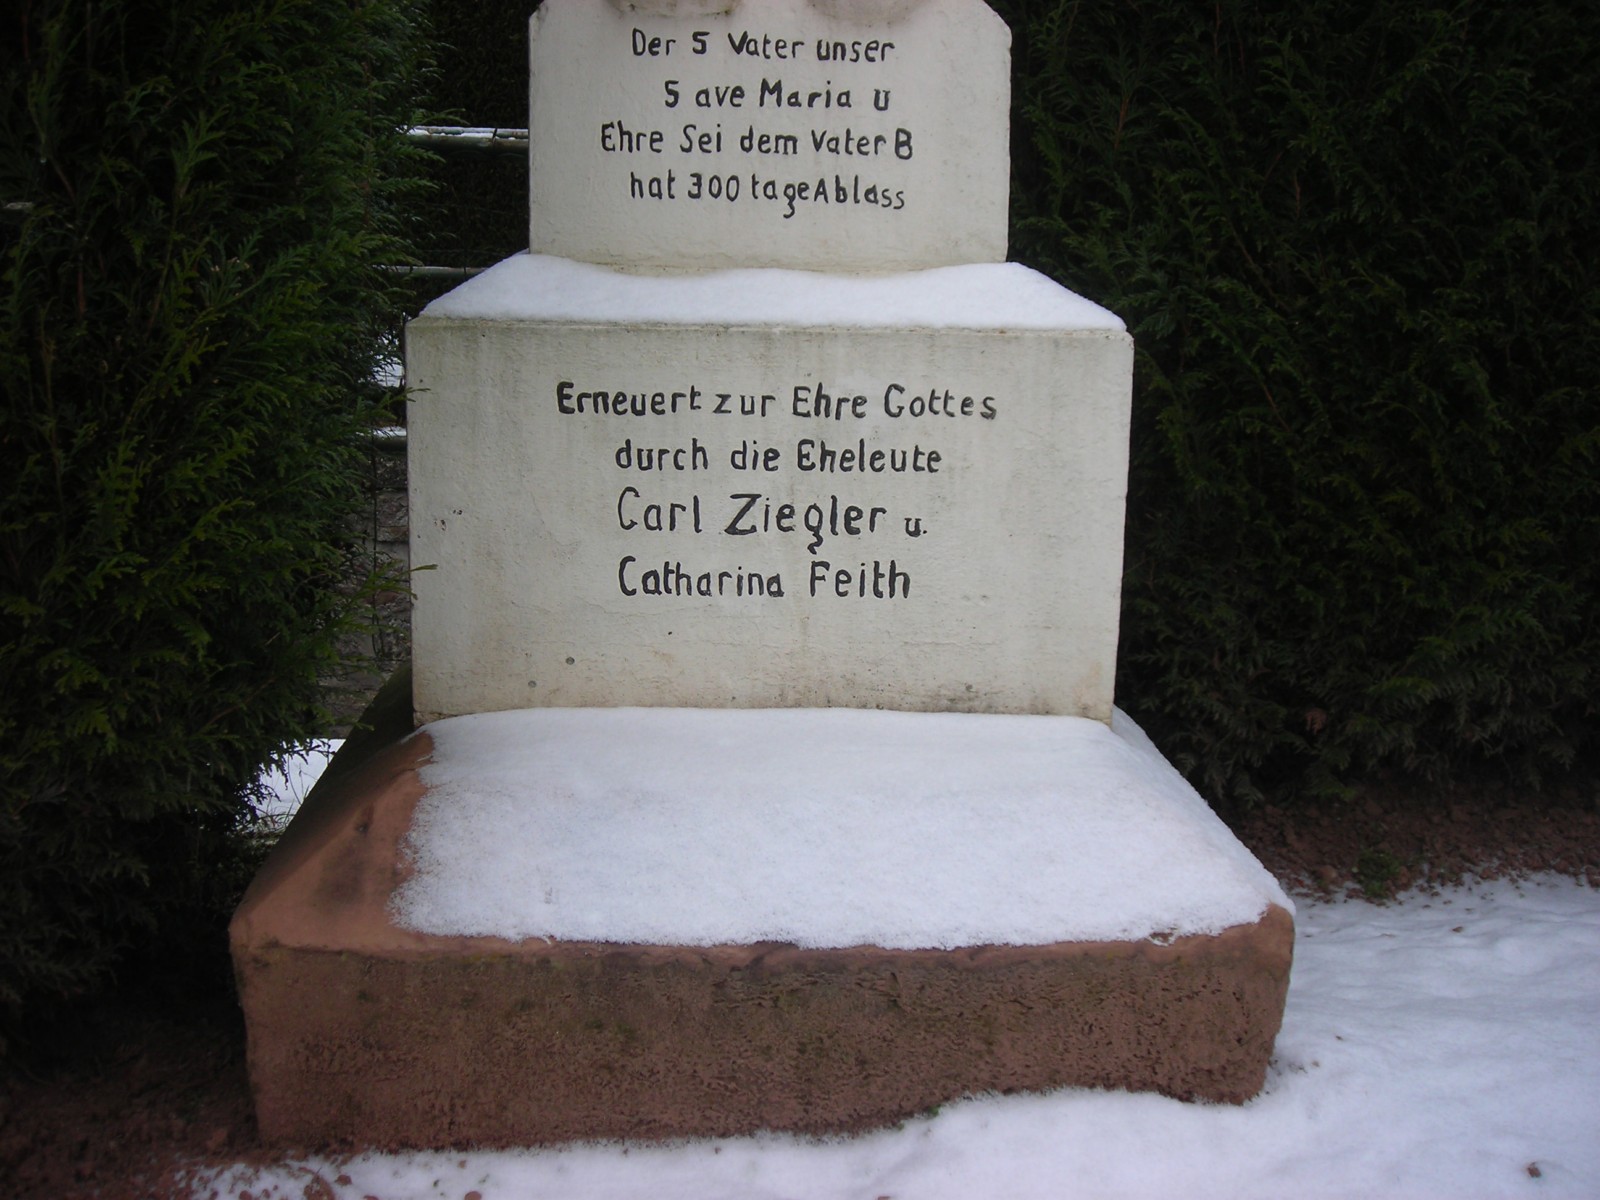 Der 5 Vater unser
5 ave Maria u
Ehre Sei dem Vater B
hat 300 tage Ablass
Erneuert zur Ehre Gottes
durch die Eheleute
Carl Ziegler u.
Catharina Feith